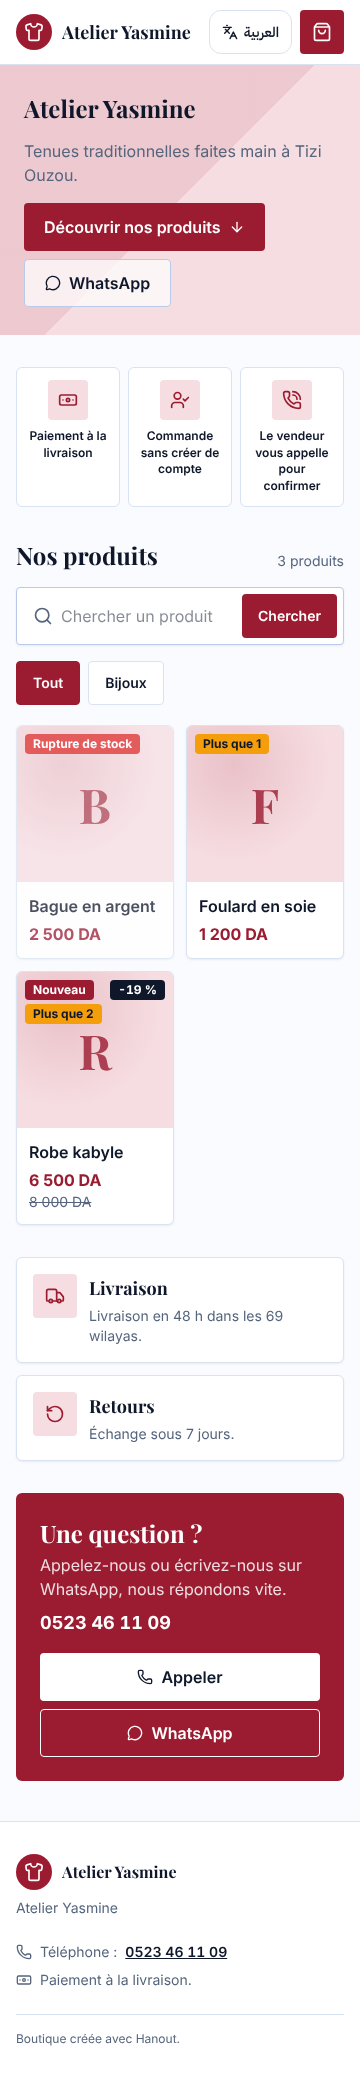 Atelier Yasmine
العربية
Atelier Yasmine
Tenues traditionnelles faites main à Tizi
Ouzou.
Découvrir nos produits
WhatsApp
Paiement à la
livraison
Commande
sans créer de
compte
Le vendeur
vous appelle
pour
confirmer
Nos produits
3 produits
Chercher un produit
Chercher
Tout
Bijoux
Rupture de stock
B
Bague en argent
2 500 DA
Plus que 1
F
Foulard en soie
1 200 DA
Nouveau
-19 %
Plus que 2
R
Robe kabyle
6 500 DA
8 000 DA
Livraison
Livraison en 48 h dans les 69
wilayas.
Retours
Échange sous 7 jours.
Une question ?
Appelez-nous ou écrivez-nous sur
WhatsApp, nous répondons vite.
0523 46 11 09
Appeler
WhatsApp
Atelier Yasmine
Atelier Yasmine
Téléphone : 0523 46 11 09
Paiement à la livraison.
Boutique créée avec Hanout.